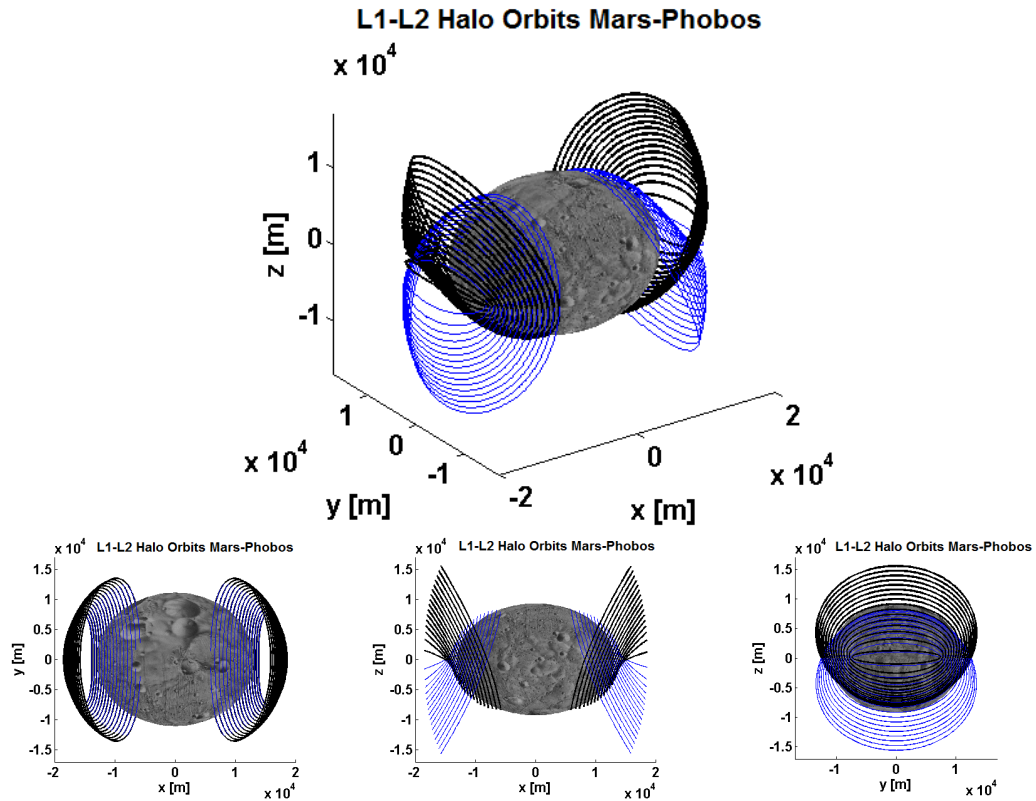 L1-L2 Halo Orbits Mars-Phobos
x 10^4
1
0
-1
z [m]
1
0
-1
x 10^4
y [m]
-2
0
2
x 10^4
x [m]
x 10^4 L1-L2 Halo Orbits Mars-Phobos
1.5
1
0.5
0
-0.5
-1
-1.5
y [m]
-2 -1 0 1 2
x [m] x 10^4
x 10^4 L1-L2 Halo Orbits Mars-Phobos
1.5
1
0.5
0
-0.5
-1
-1.5
z [m]
-2 -1 0 1 2
x [m] x 10^4
x 10^4 L1-L2 Halo Orbits Mars-Phobos
1.5
1
0.5
0
-0.5
-1
-1.5
z [m]
-1 0 1
y [m] x 10^4